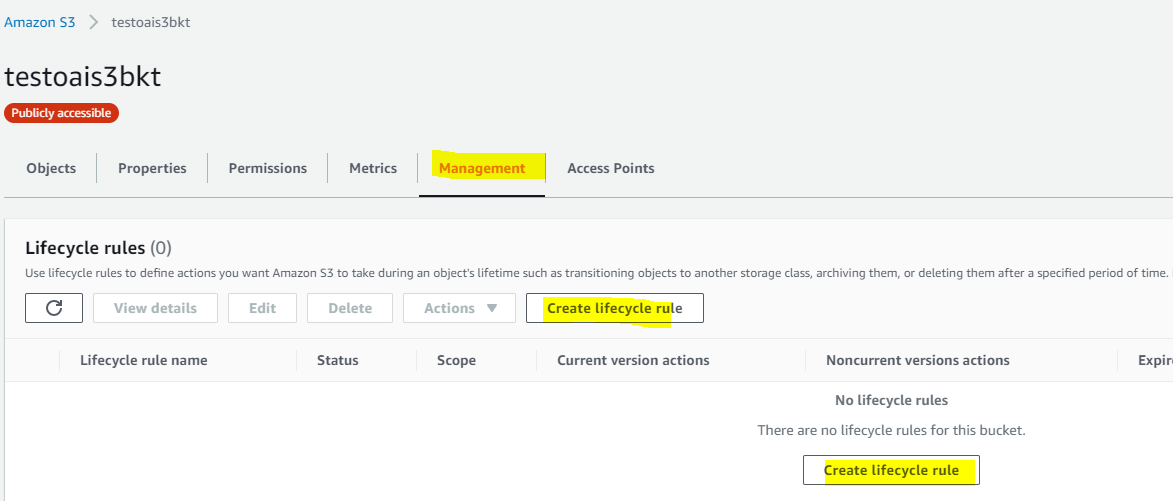 Amazon S3 > testoais3bkt
testoais3bkt
Publicly accessible
Objects Properties Permissions Metrics Management Access Points
Lifecycle rules (0)
Use lifecycle rules to define actions you want Amazon S3 to take during an object's lifetime such as transitioning objects to another storage class, archiving them, or deleting them after a specified period of time.
View details Edit Delete Actions Create lifecycle rule
Lifecycle rule name Status Scope Current version actions Noncurrent versions actions Expir
No lifecycle rules
There are no lifecycle rules for this bucket.
Create lifecycle rule